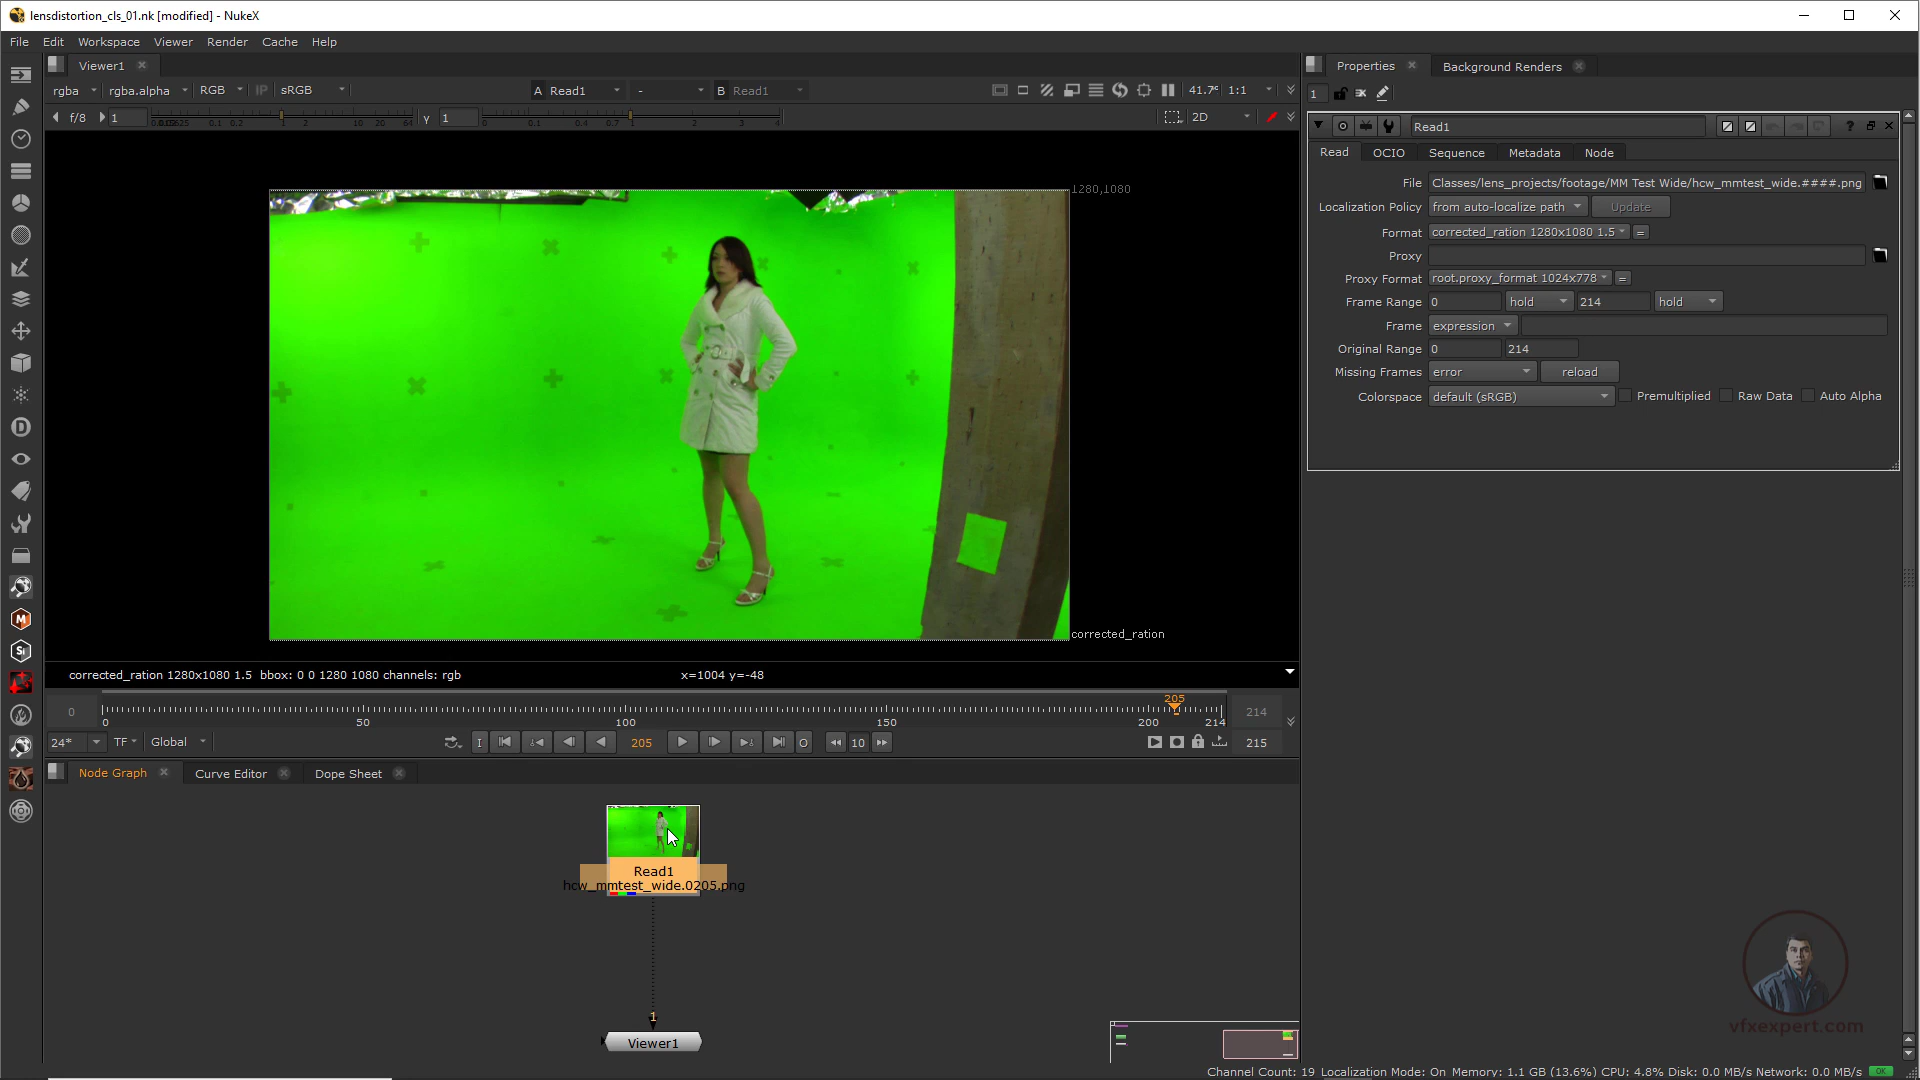 lensdistortion_cls_01.nk [modified] - NukeX
File Edit Workspace Viewer Render Cache Help
Viewer1
Properties
Background Renders
rgba rgba.alpha RGB IP sRGB A Read1 - B Read1 41.7° 1:1
f/8 1 y 1 2D
1
Read1
Read OCIO Sequence Metadata Node
File Classes/lens_projects/footage/MM Test Wide/hcw_mmtest_wide.####.png
Localization Policy from auto-localize path Update
Format corrected_ration 1280x1080 1.5 =
Proxy
Proxy Format root.proxy_format 1024x778 =
Frame Range 0 hold 214 hold
Frame expression
Original Range 0 214
Missing Frames error reload
Colorspace default (sRGB) Premultiplied Raw Data Auto Alpha
1280,1080
corrected_ration
corrected_ration 1280x1080 1.5 bbox: 0 0 1280 1080 channels: rgb x=1004 y=-48
205
0 214
0 50 100 150 200 214
24* TF Global I 205 O 10 215
Node Graph Curve Editor Dope Sheet
Read1
hcw_mmtest_wide.0205.png
1
Viewer1
vfxexpert.com
Channel Count: 19 Localization Mode: On Memory: 1.1 GB (13.6%) CPU: 4.8% Disk: 0.0 MB/s Network: 0.0 MB/s OK